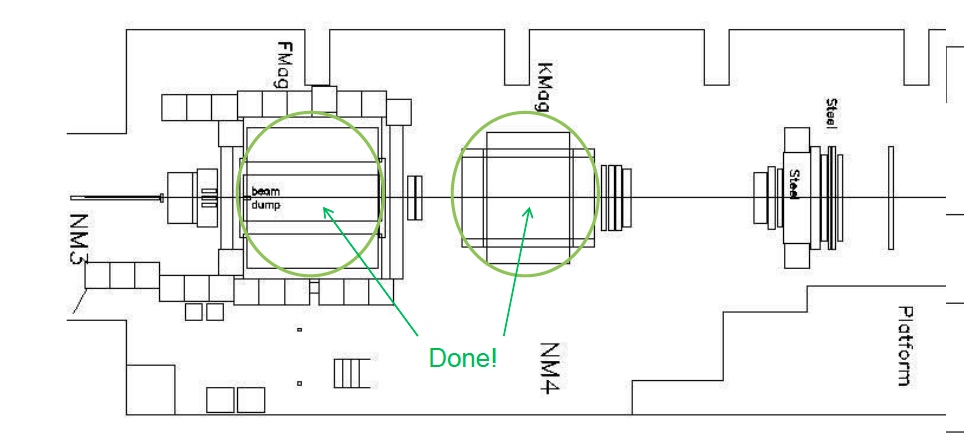 FMag
KMag
Steel
Steel
beam
dump
NM3
Done!
NM4
Platform